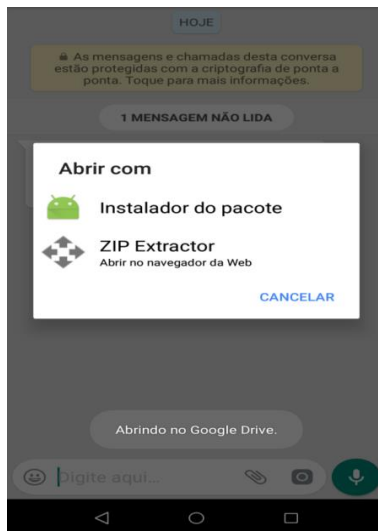 HOJE
As mensagens e chamadas desta conversa
estão protegidas com a criptografia de ponta a
ponta. Toque para mais informações.
1 MENSAGEM NÃO LIDA
Abrir com
Instalador do pacote
ZIP Extractor
Abrir no navegador da Web
CANCELAR
Abrindo no Google Drive.
Digite aqui...